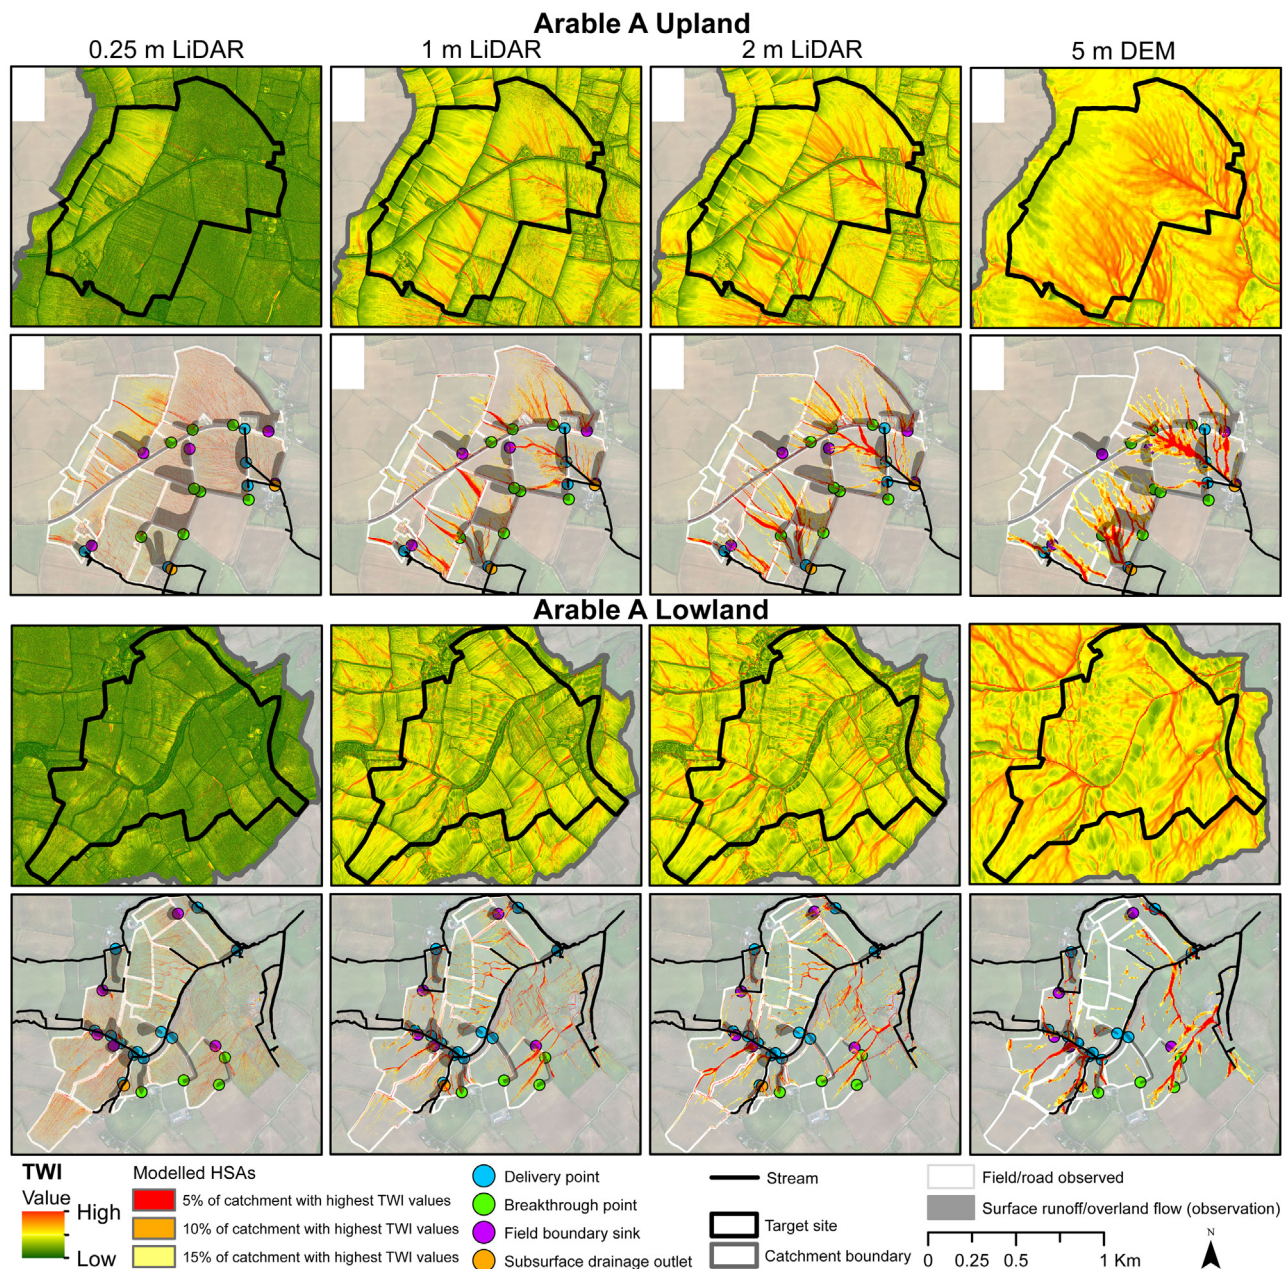 Arable A Upland
0.25 m LiDAR 1 m LiDAR 2 m LiDAR 5 m DEM
Arable A Lowland
TWI
Value
High
Low
Modelled HSAs
5% of catchment with highest TWI values
10% of catchment with highest TWI values
15% of catchment with highest TWI values
Delivery point
Breakthrough point
Field boundary sink
Subsurface drainage outlet
Stream
Target site
Catchment boundary
Field/road observed
Surface runoff/overland flow (observation)
0 0.25 0.5 1 Km
N